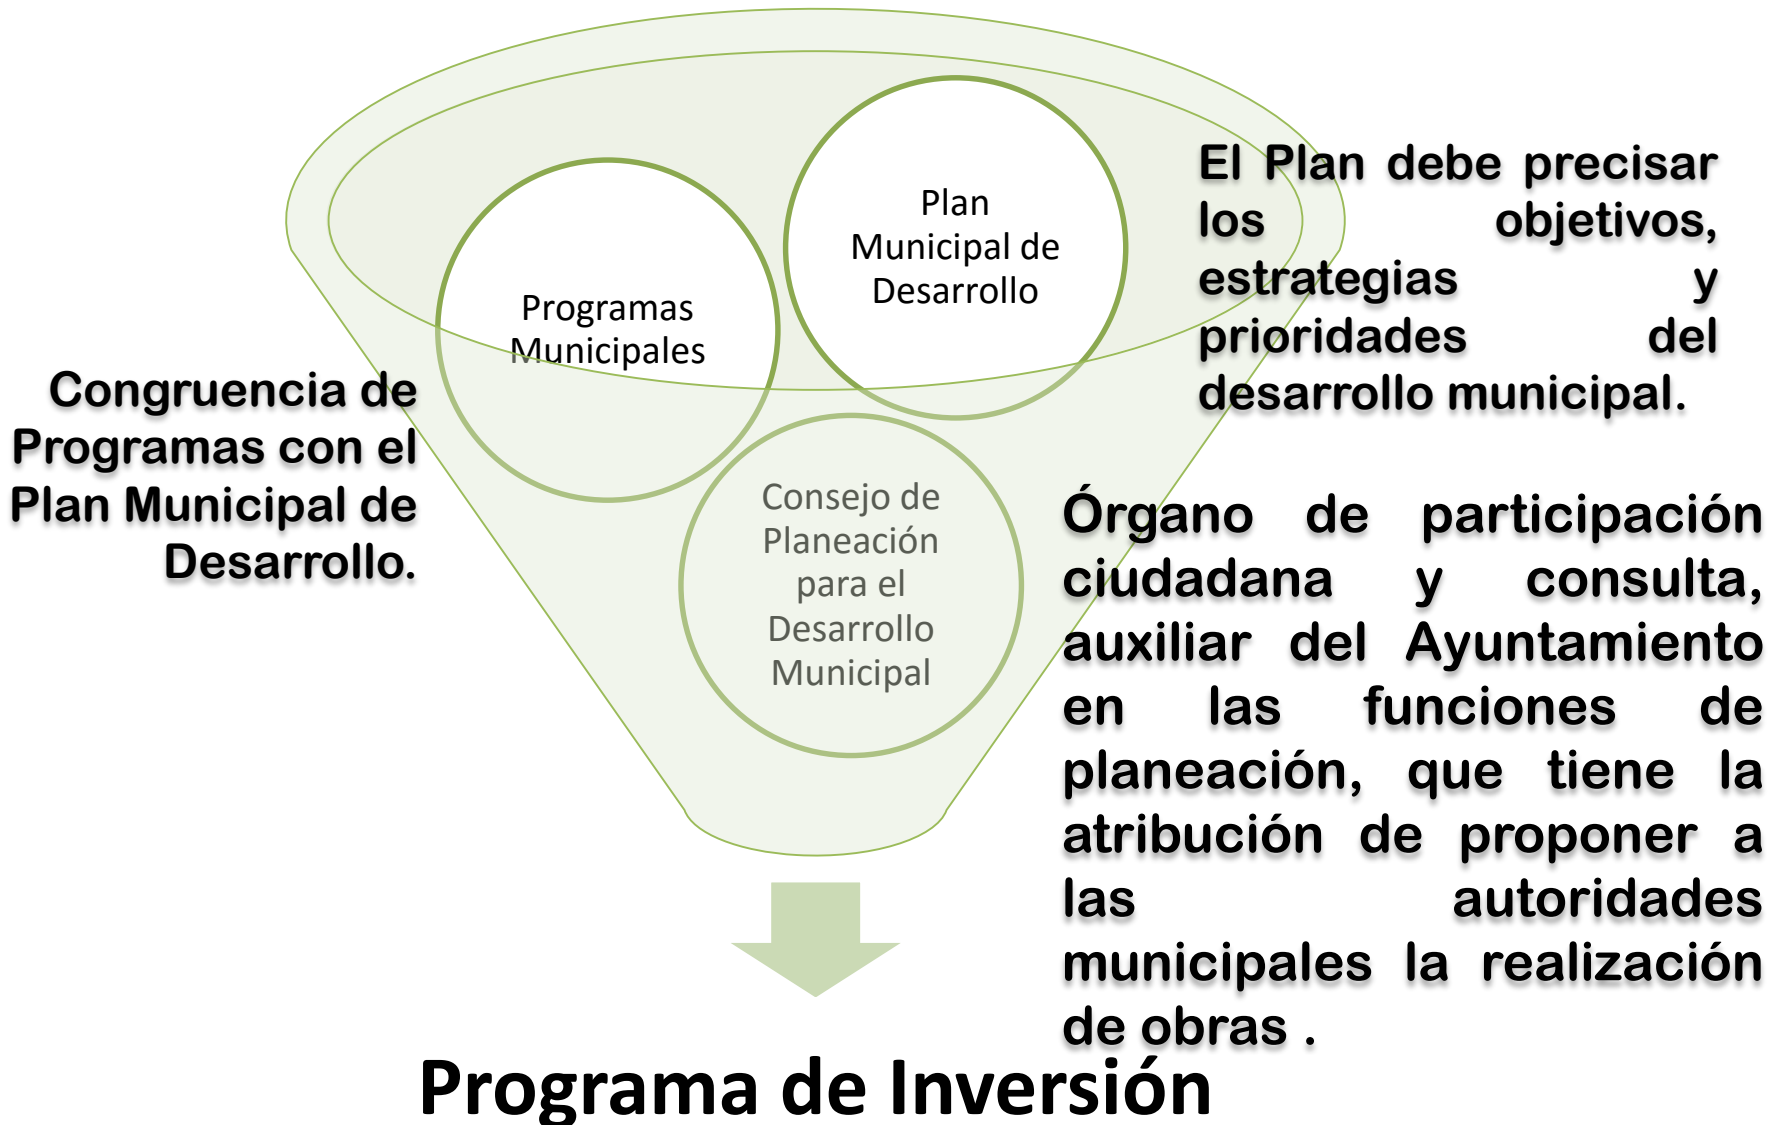 Plan
Municipal de
Desarrollo
El Plan debe precisar
los objetivos,
estrategias y
prioridades del
desarrollo municipal.
Programas
Municipales
Congruencia de
Programas con el
Plan Municipal de
Desarrollo.
Consejo de
Planeación
para el
Desarrollo
Municipal
Órgano de participación
ciudadana y consulta,
auxiliar del Ayuntamiento
en las funciones de
planeación, que tiene la
atribución de proponer a
las autoridades
municipales la realización
de obras .
Programa de Inversión